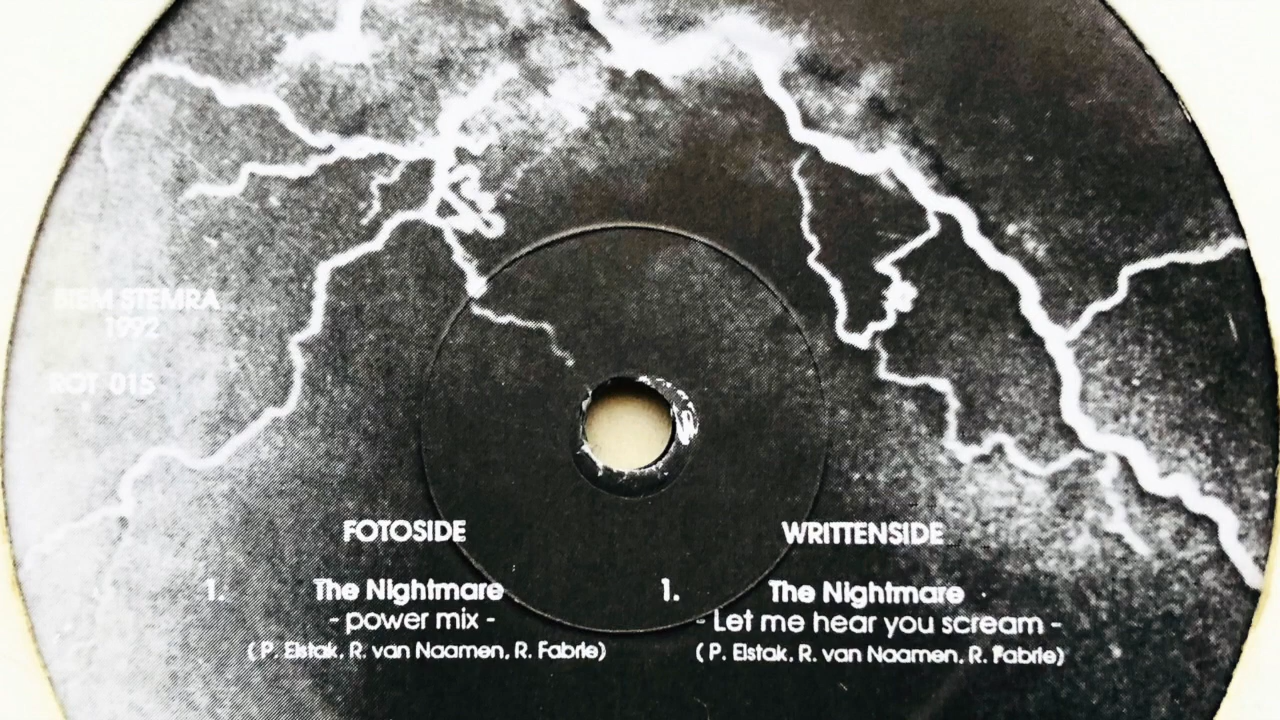 BIEM STEMRA
1992
ROT 015
FOTOSIDE
1. The Nightmare
- power mix -
( P. Elstak, R. van Naamen, R. Fabrie)
WRITTENSIDE
1. The Nightmare
- Let me hear you scream -
( P. Elstak, R. van Naamen, R. Fabrie)